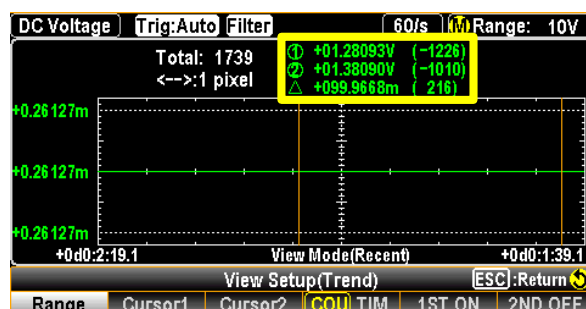 DC Voltage Trig:Auto Filter 60/s M Range: 10V
Total: 1739
<-->:1 pixel
① +01.28093V (-1226)
② +01.38090V (-1010)
△ +099.9668m ( 216)
+0.26127m
+0.26127m
+0.26127m
+0d0:2:19.1 View Mode(Recent) +0d0:1:39.1
View Setup(Trend) ESC :Return
Range Cursor1 Cursor2 COU TIM 1ST ON 2ND OFF